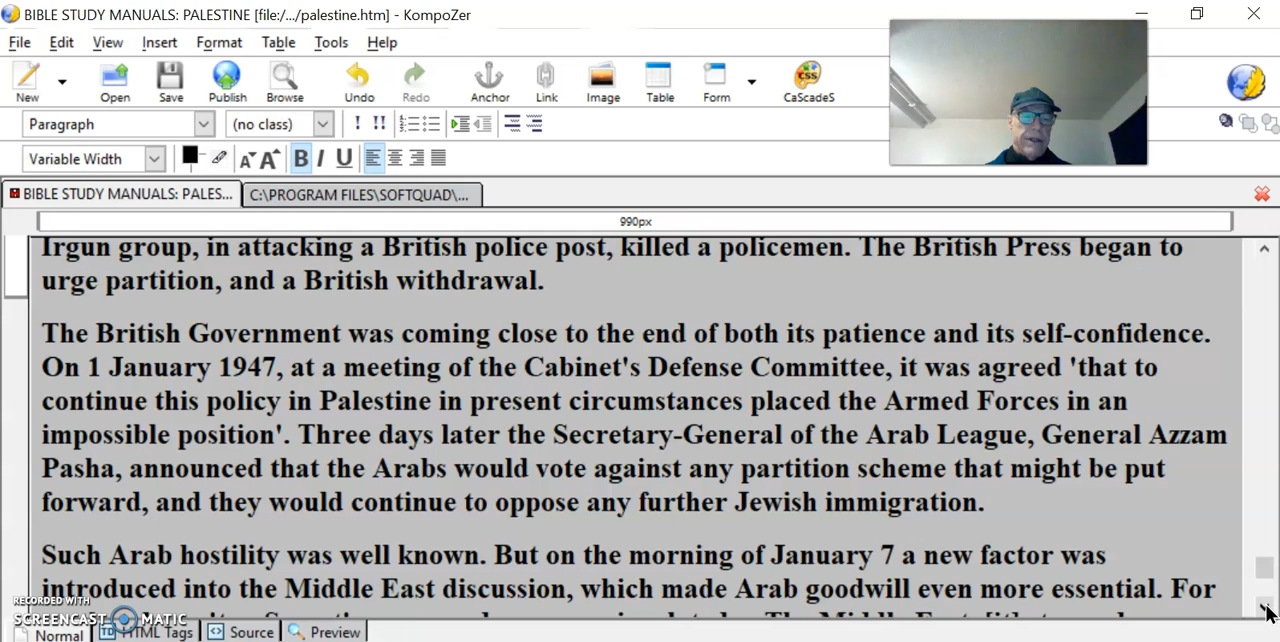 BIBLE STUDY MANUALS: PALESTINE [file:/.../palestine.htm] - KompoZer
File Edit View Insert Format Table Tools Help
New Open Save Publish Browse Undo Redo Anchor Link Image Table Form CaScadeS
Paragraph (no class) ! !!
Variable Width A A B I U
BIBLE STUDY MANUALS: PALES... C:\PROGRAM FILES\SOFTQUAD\...
990px
Irgun group, in attacking a British police post, killed a policemen. The British Press began to
urge partition, and a British withdrawal.
The British Government was coming close to the end of both its patience and its self-confidence.
On 1 January 1947, at a meeting of the Cabinet's Defense Committee, it was agreed 'that to
continue this policy in Palestine in present circumstances placed the Armed Forces in an
impossible position'. Three days later the Secretary-General of the Arab League, General Azzam
Pasha, announced that the Arabs would vote against any partition scheme that might be put
forward, and they would continue to oppose any further Jewish immigration.
Such Arab hostility was well known. But on the morning of January 7 a new factor was
introduced into the Middle East discussion, which made Arab goodwill even more essential. For
RECORDED WITH
SCREENCAST MATIC
Normal HTML Tags Source Preview